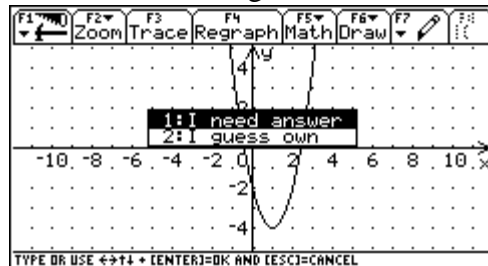 F1 F2 F3 F4 F5 F6 F7
Zoom Trace Regraph Math Draw
y
4
1:I need answer
2:I guess own
-10 -8 -6 -4 -2 0 2 4 6 8 10 x
-2
-4
TYPE OR USE ←→↑↓ + [ENTER]=OK AND [ESC]=CANCEL